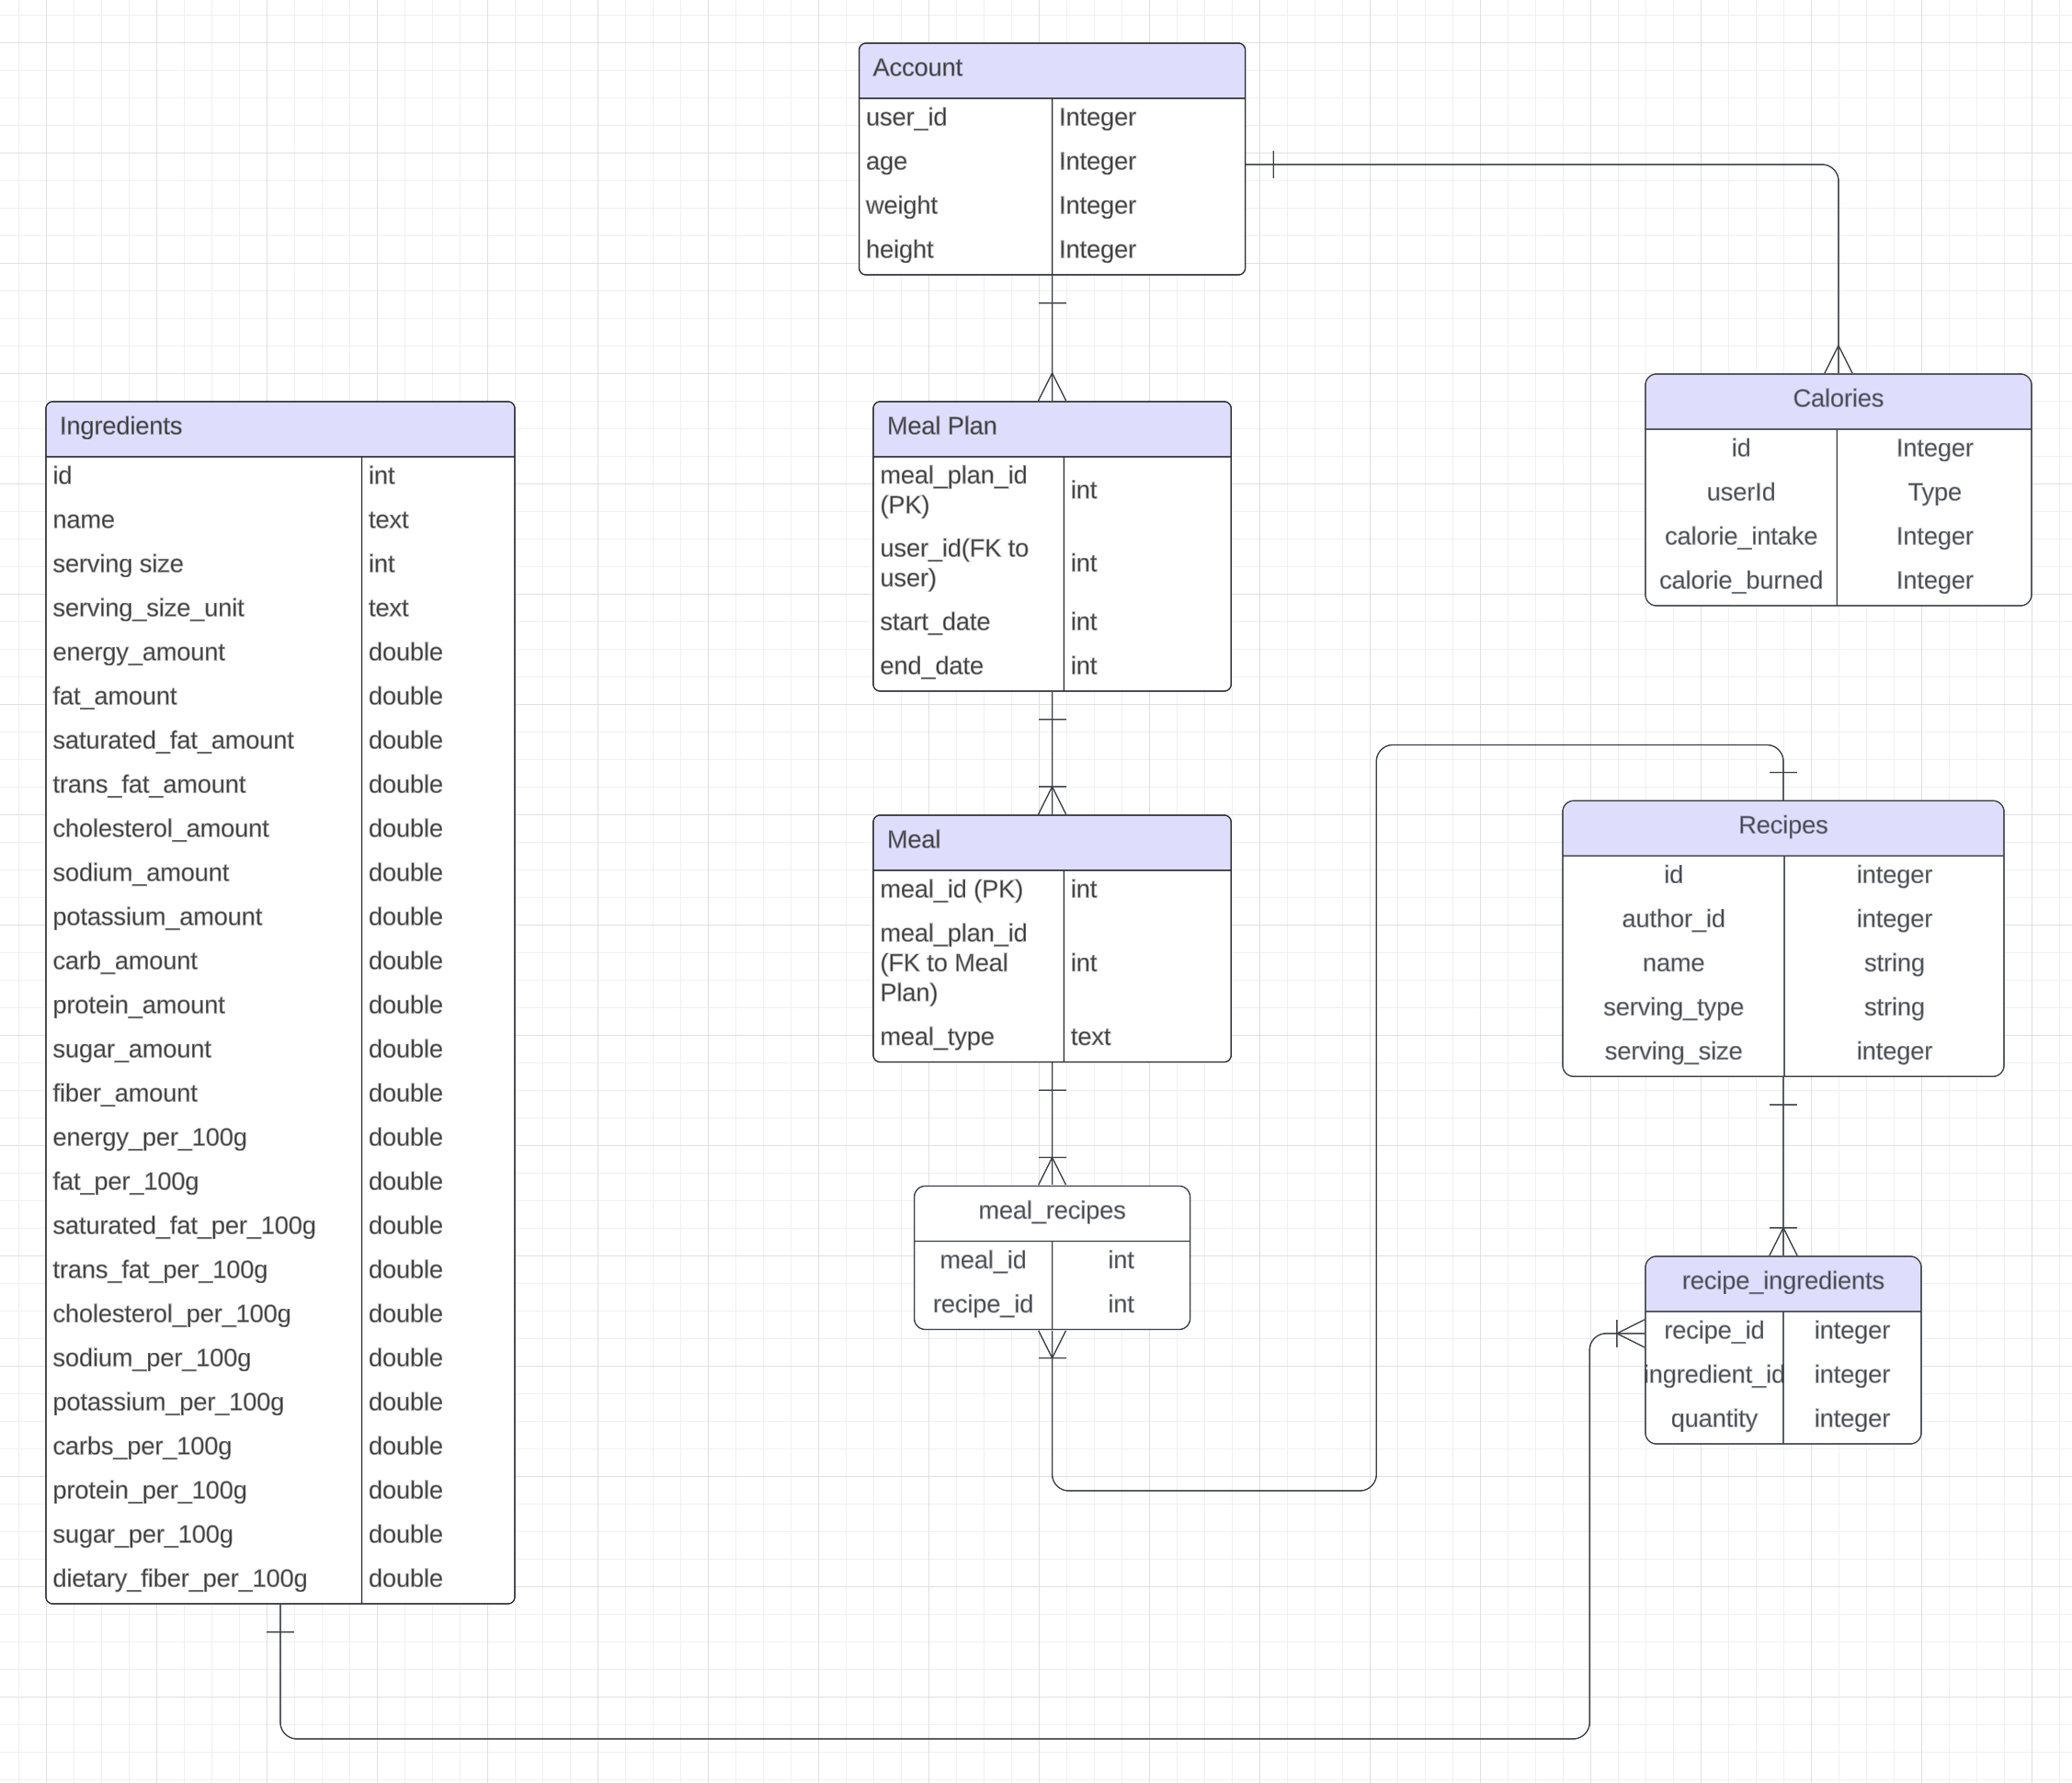 Account
user_id Integer
age Integer
weight Integer
height Integer
Calories
id Integer
userId Type
calorie_intake Integer
calorie_burned Integer
Ingredients
id int
name text
serving size int
serving_size_unit text
energy_amount double
fat_amount double
saturated_fat_amount double
trans_fat_amount double
cholesterol_amount double
sodium_amount double
potassium_amount double
carb_amount double
protein_amount double
sugar_amount double
fiber_amount double
energy_per_100g double
fat_per_100g double
saturated_fat_per_100g double
trans_fat_per_100g double
cholesterol_per_100g double
sodium_per_100g double
potassium_per_100g double
carbs_per_100g double
protein_per_100g double
sugar_per_100g double
dietary_fiber_per_100g double
Meal Plan
meal_plan_id
(PK) int
user_id(FK to
user) int
start_date int
end_date int
Meal
meal_id (PK) int
meal_plan_id
(FK to Meal int
Plan)
meal_type text
Recipes
id integer
author_id integer
name string
serving_type string
serving_size integer
meal_recipes
meal_id int
recipe_id int
recipe_ingredients
recipe_id integer
ingredient_id integer
quantity integer